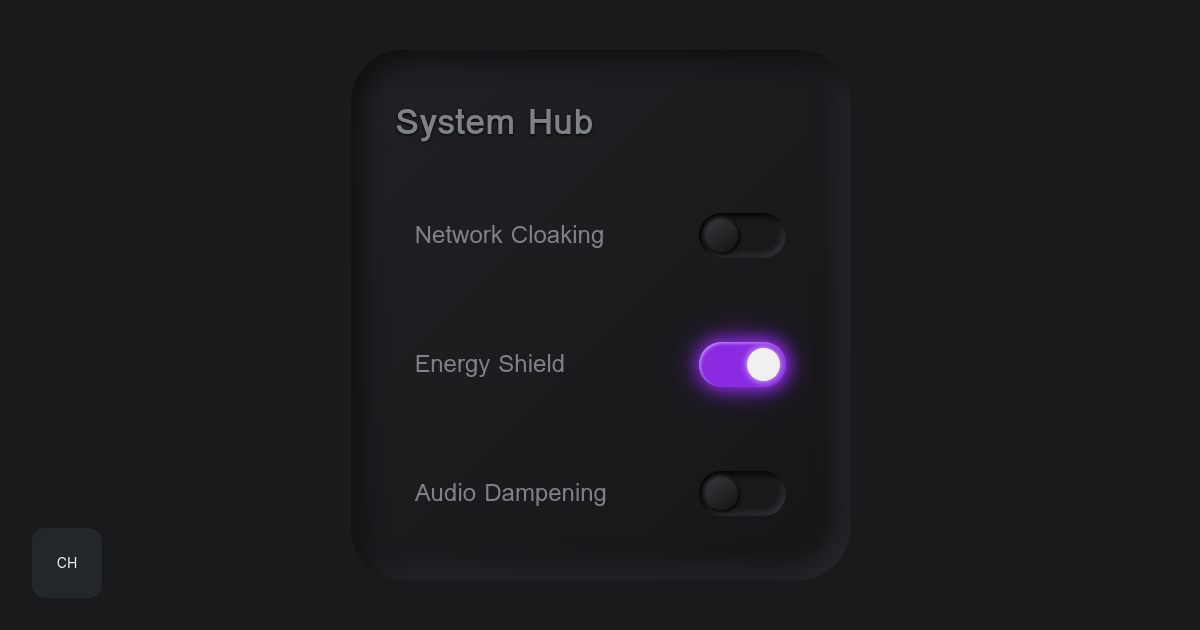 System Hub
Network Cloaking
Energy Shield
Audio Dampening
CH